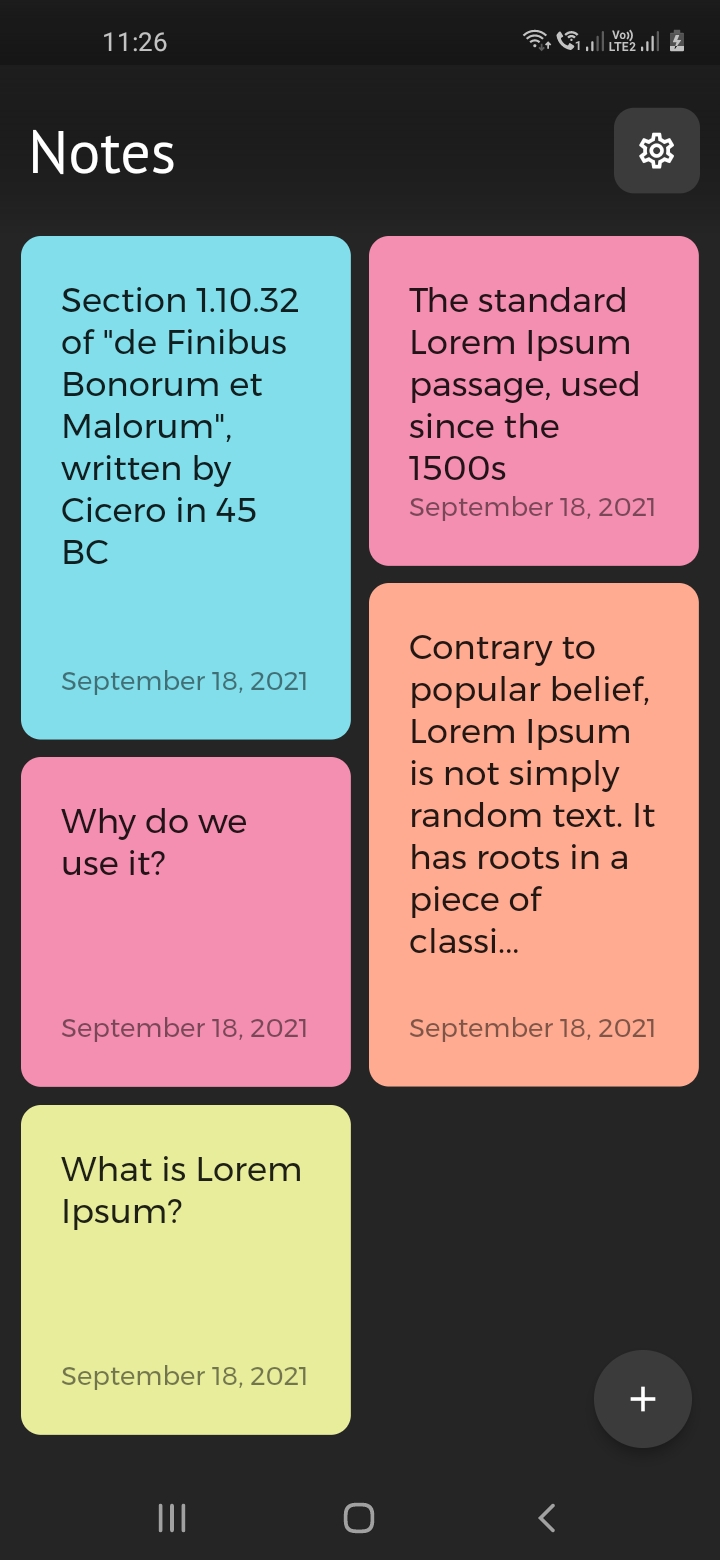 11:26
Vo))
LTE2
Notes
Section 1.10.32
of "de Finibus
Bonorum et
Malorum",
written by
Cicero in 45
BC
September 18, 2021
The standard
Lorem Ipsum
passage, used
since the
1500s
September 18, 2021
Contrary to
popular belief,
Lorem Ipsum
is not simply
random text. It
has roots in a
piece of
classi...
September 18, 2021
Why do we
use it?
September 18, 2021
What is Lorem
Ipsum?
September 18, 2021